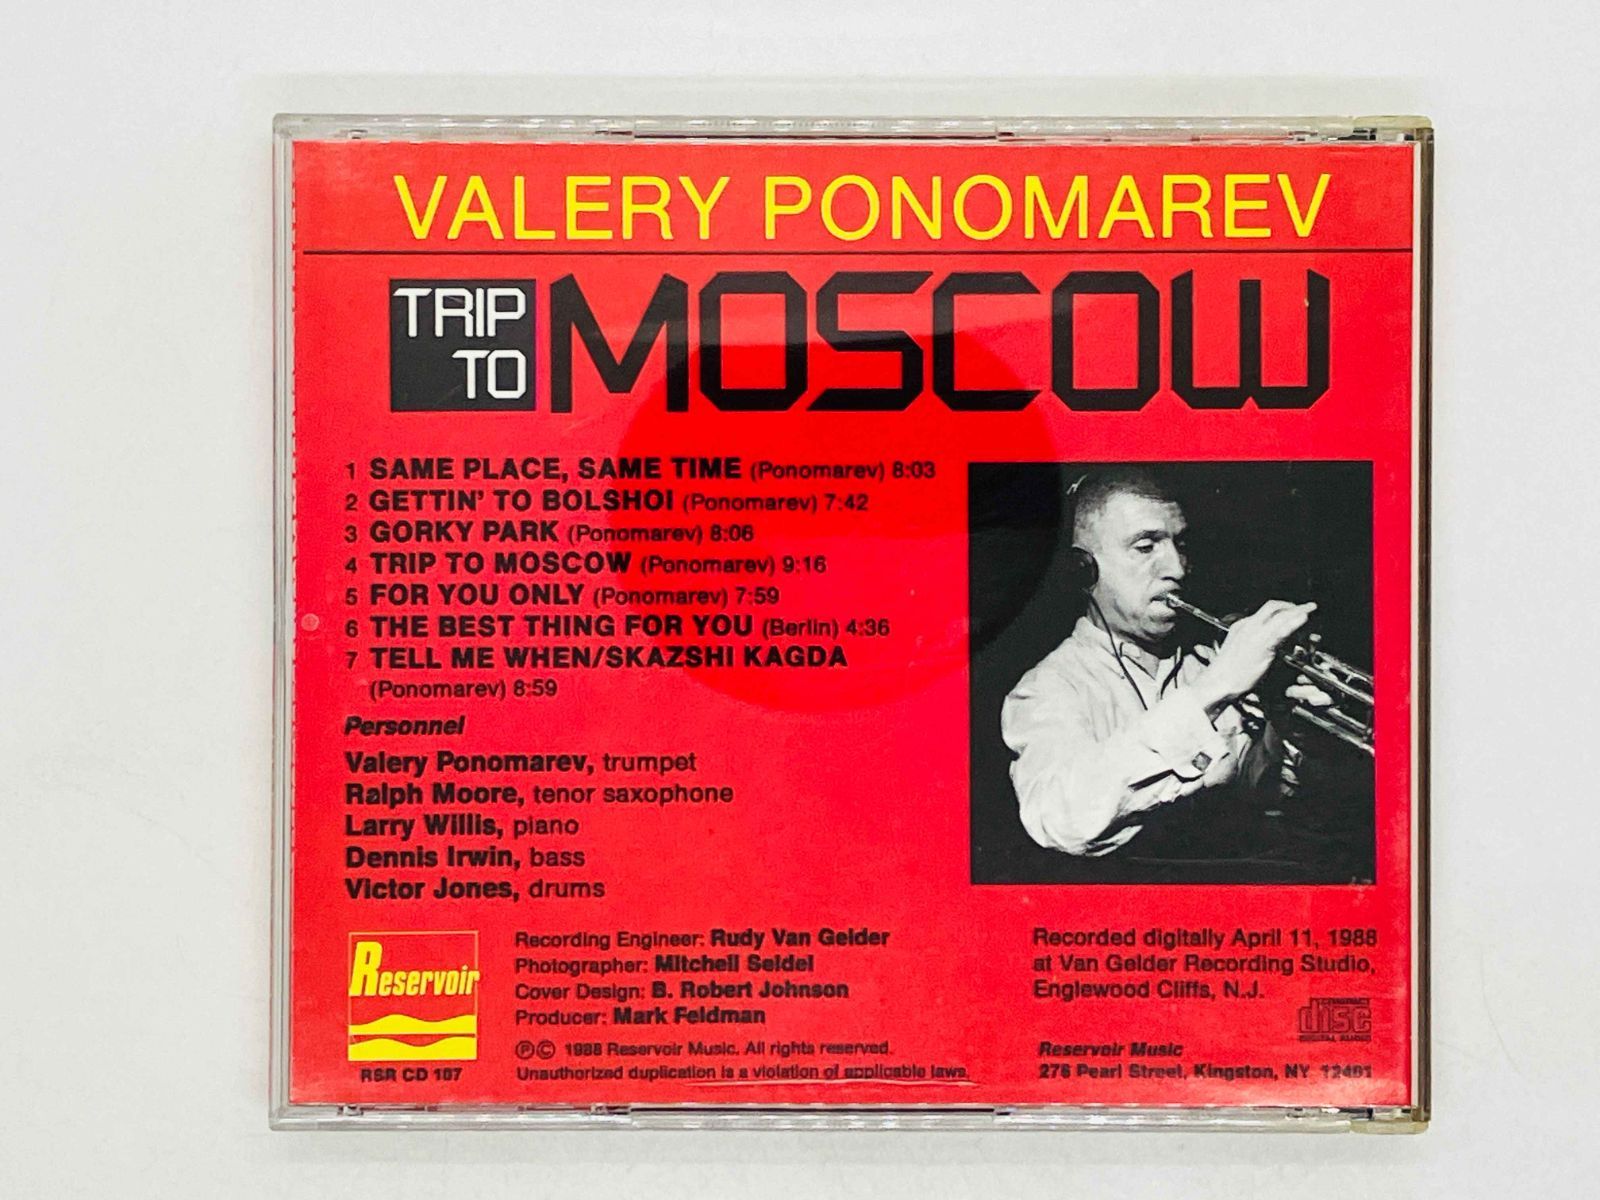 VALERY PONOMAREV
TRIP
TO
MOSCOW
1 SAME PLACE, SAME TIME (Ponomarev) 8:03
2 GETTIN' TO BOLSHOI (Ponomarev) 7:42
3 GORKY PARK (Ponomarev) 8:06
4 TRIP TO MOSCOW (Ponomarev) 9:16
5 FOR YOU ONLY (Ponomarev) 7:59
6 THE BEST THING FOR YOU (Berlin) 4:36
7 TELL ME WHEN/SKAZSHI KAGDA
(Ponomarev) 8:59
Personnel
Valery Ponomarev, trumpet
Ralph Moore, tenor saxophone
Larry Willis, piano
Dennis Irwin, bass
Victor Jones, drums
Reservoir
RSR CD 107
Recording Engineer: Rudy Van Gelder
Photographer: Mitchell Seidel
Cover Design: B. Robert Johnson
Producer: Mark Feldman
℗© 1988 Reservoir Music. All rights reserved.
Unauthorized duplication is a violation of applicable laws.
Recorded digitally April 11, 1988
at Van Gelder Recording Studio,
Englewood Cliffs, N.J.
COMPACT
disc
DIGITAL AUDIO
Reservoir Music
276 Pearl Street, Kingston, NY 12401